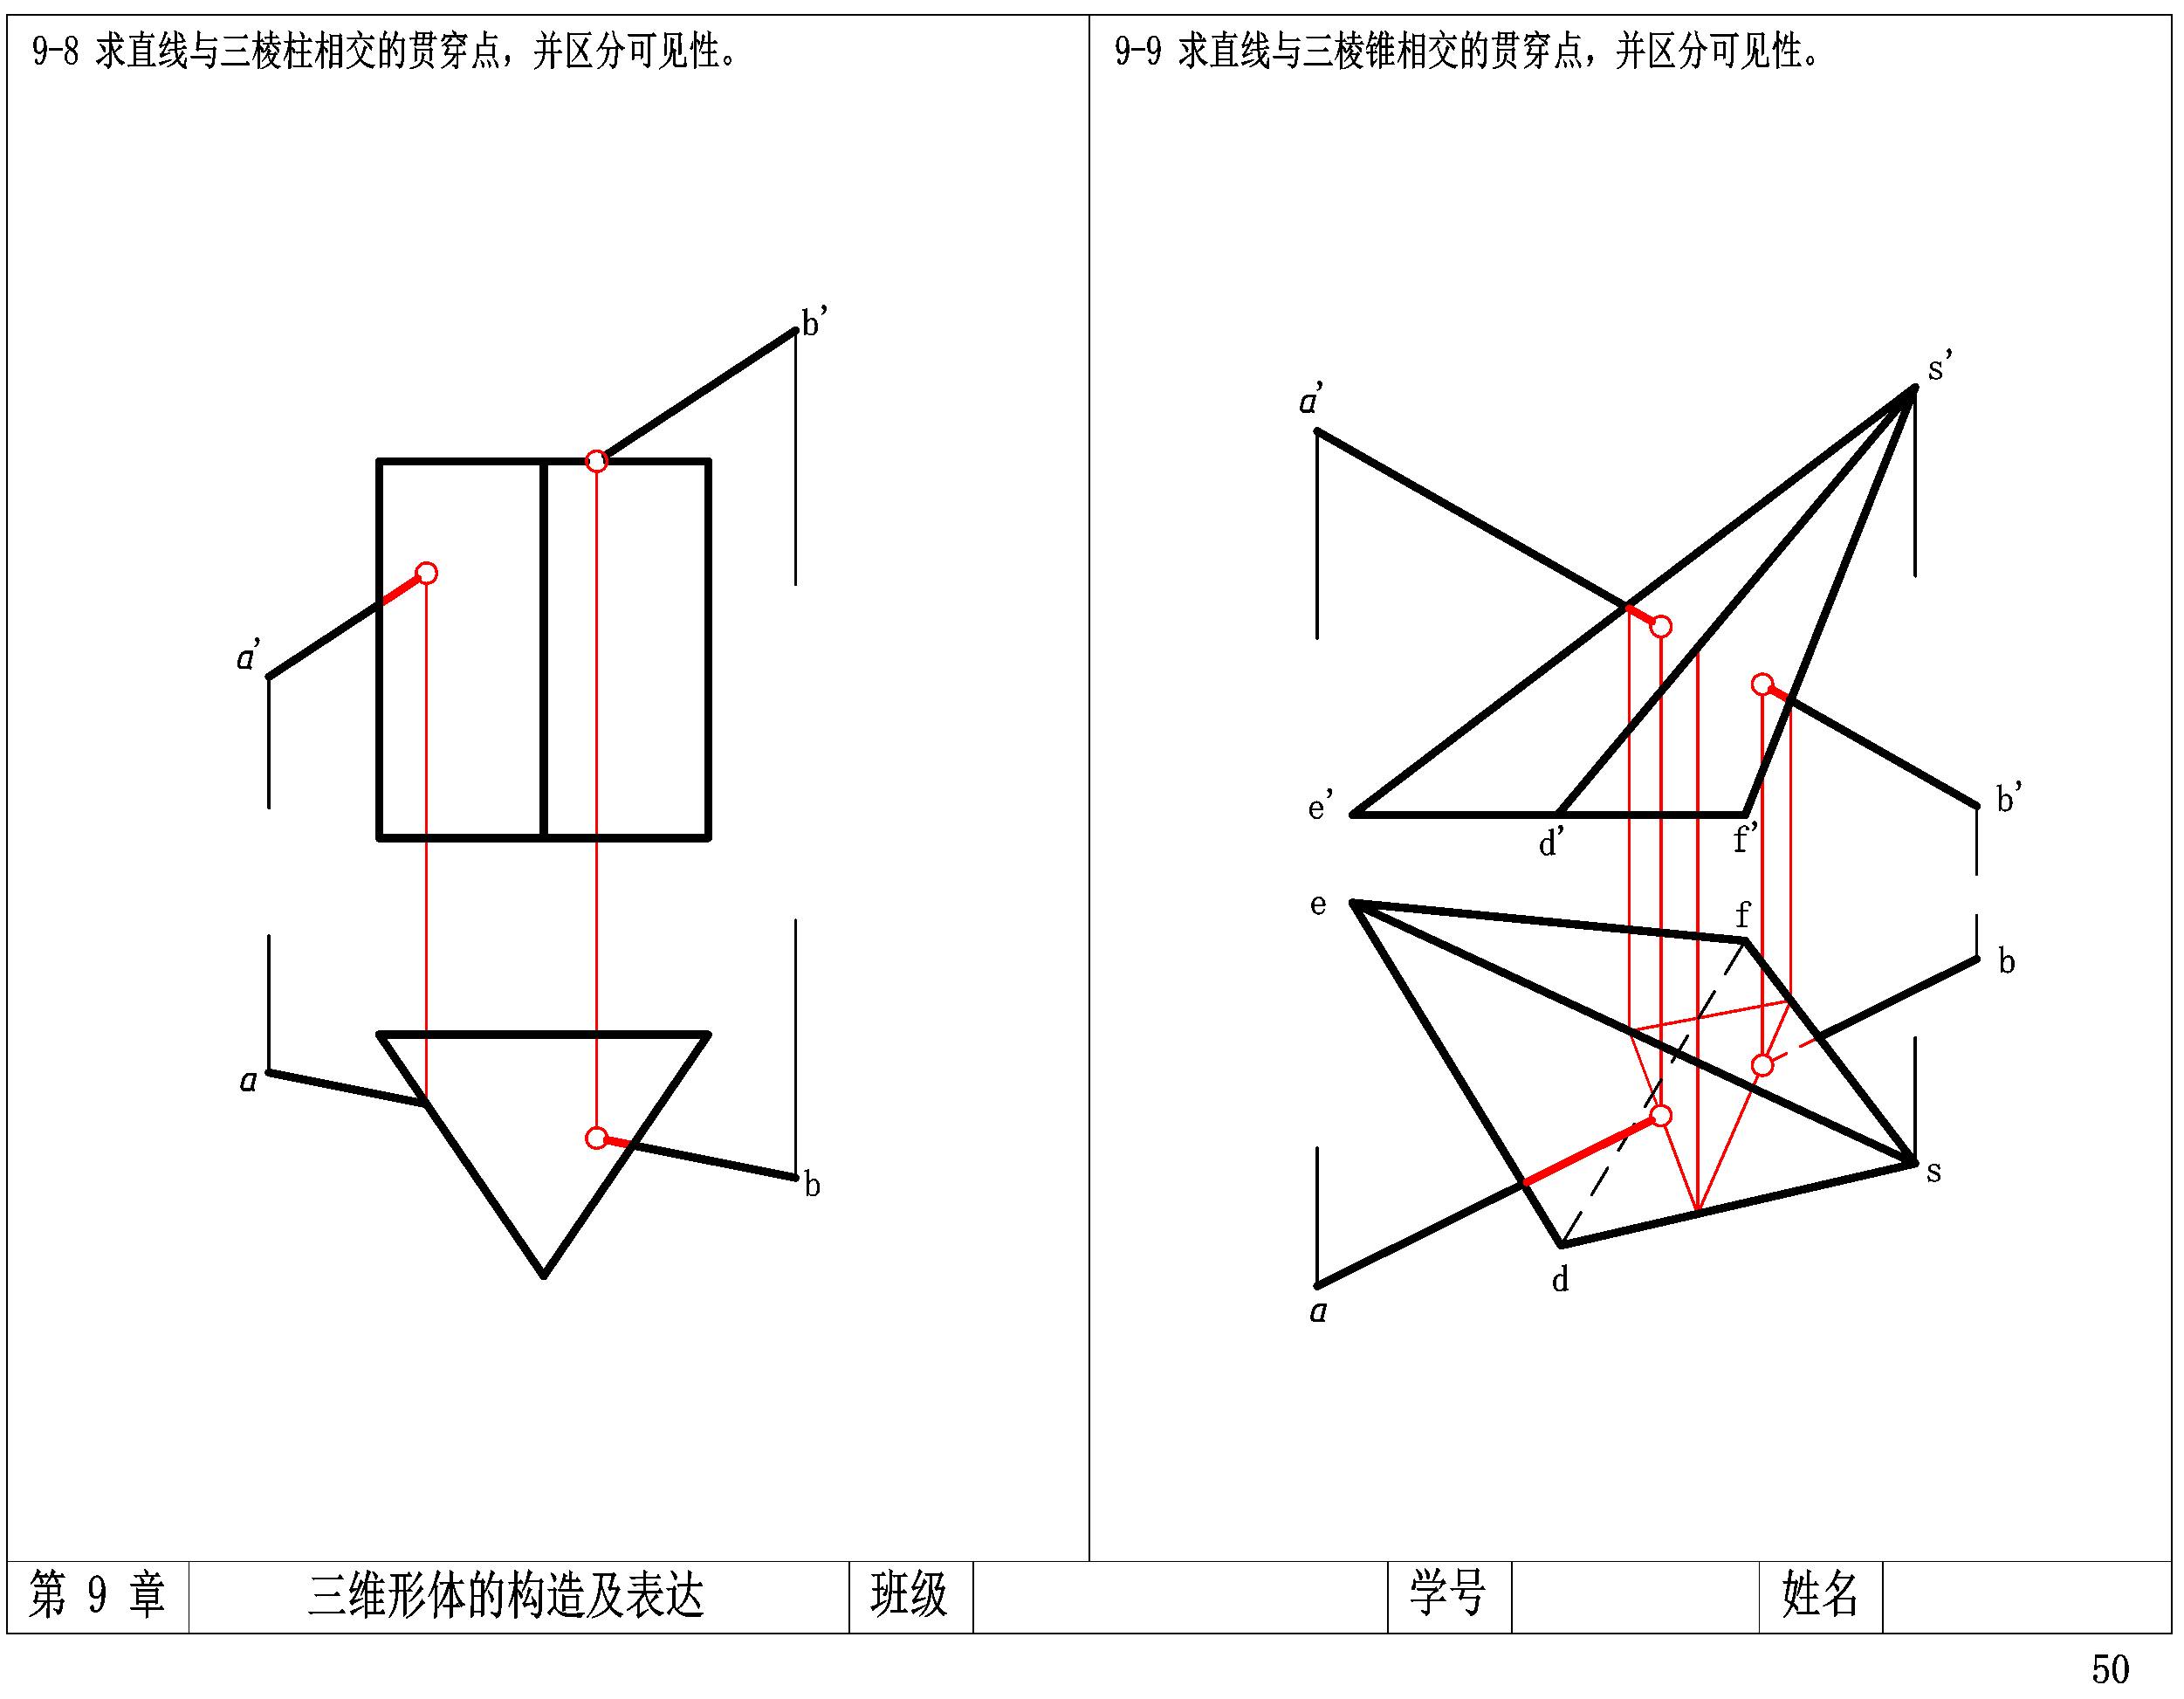 9-8 求直线与三棱柱相交的贯穿点，并区分可见性。
9-9 求直线与三棱锥相交的贯穿点，并区分可见性。
b'
a'
a
b
s'
a'
e'
d'
f'
b'
e
f
b
s
d
a
第 9 章 三维形体的构造及表达 班级 学号 姓名
50